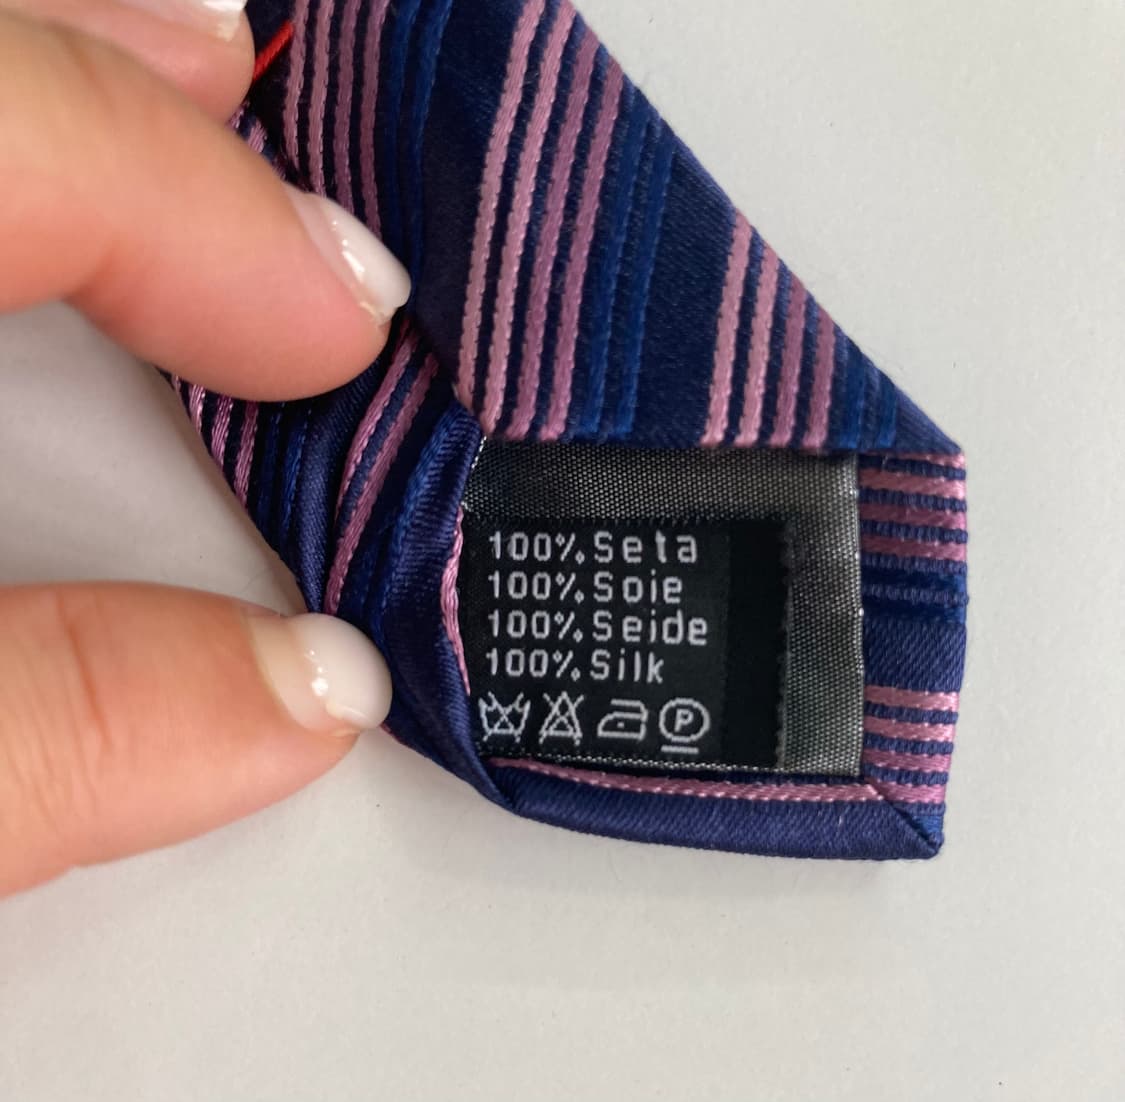 100% Seta
100% Soie
100% Seide
100% Silk
P